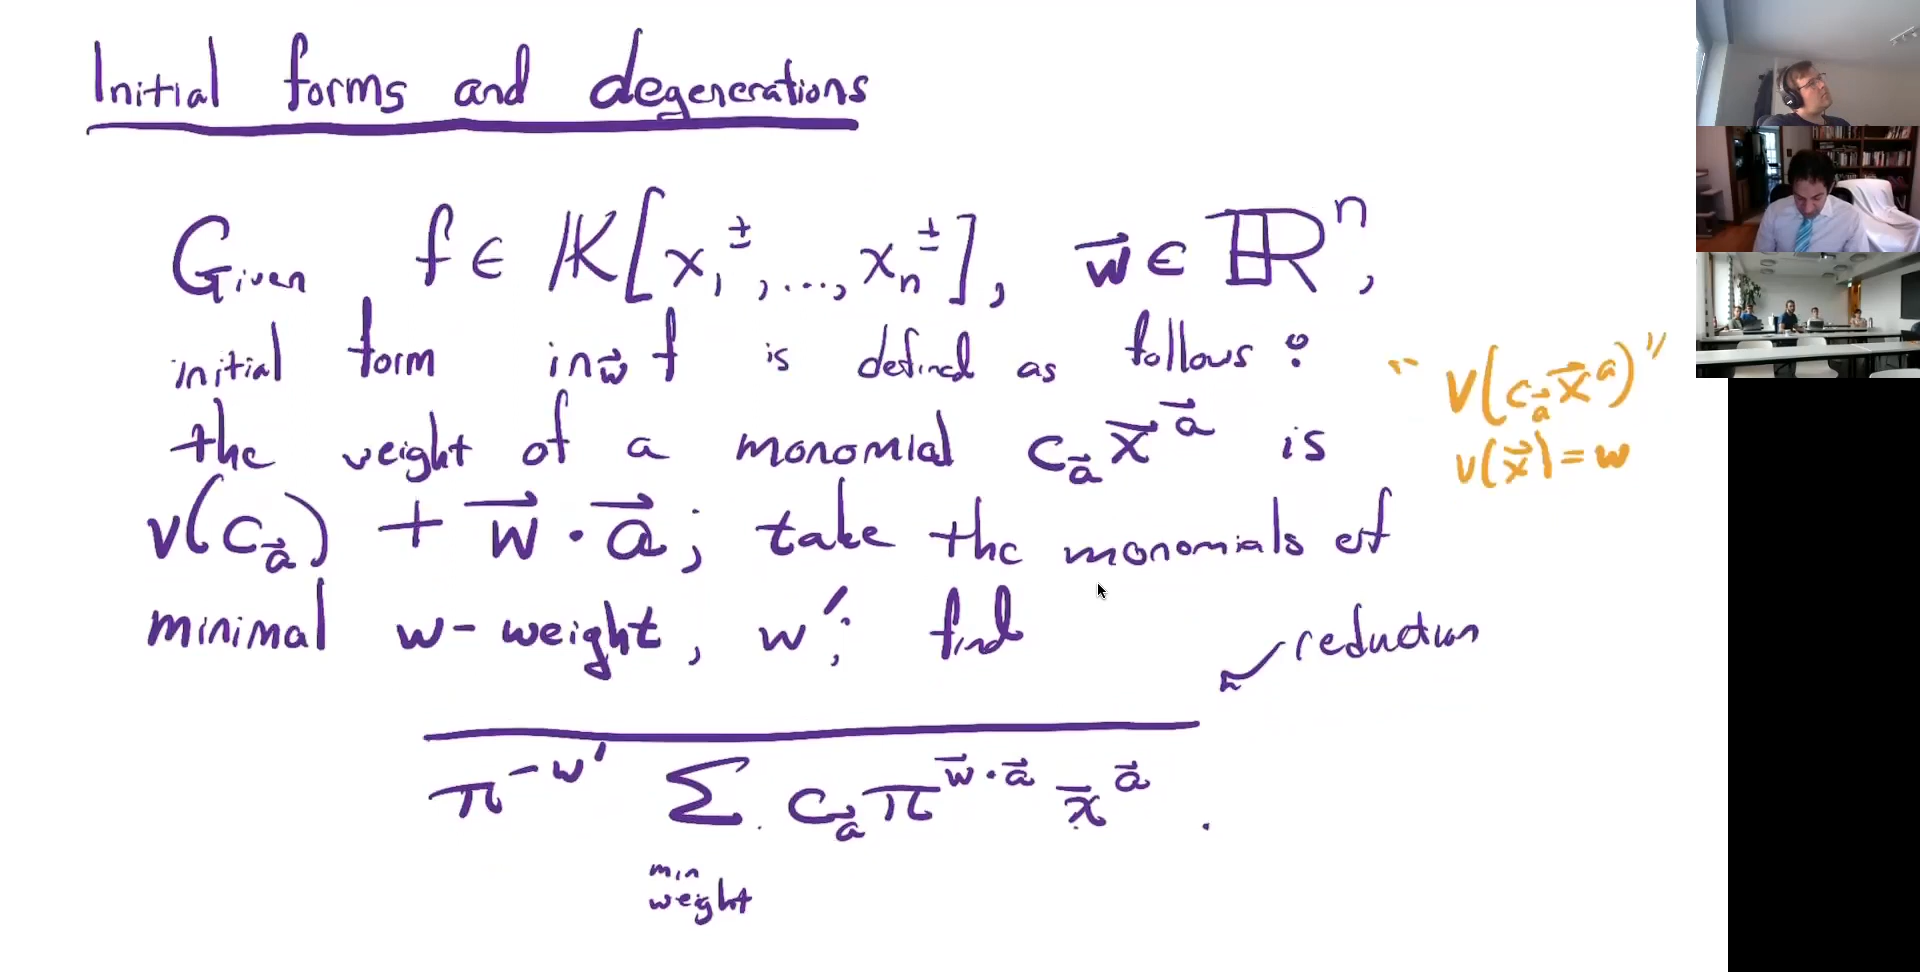 Initial forms and degenerations
Given f ∈ K[x₁^±, ..., xₙ^±], w⃗ ∈ ℝⁿ,
initial form in_w⃗ f is defined as follows:
the weight of a monomial c_a⃗ x⃗^a⃗ is
v(c_a⃗) + w⃗ · a⃗; take the monomials of
minimal w-weight, w'; find
reduction
π^{-w'} Σ c_a⃗ π^{w⃗·a⃗} x⃗^a⃗ .
min
weight
"v(c_a⃗ x⃗^a)"
v(x⃗) = w